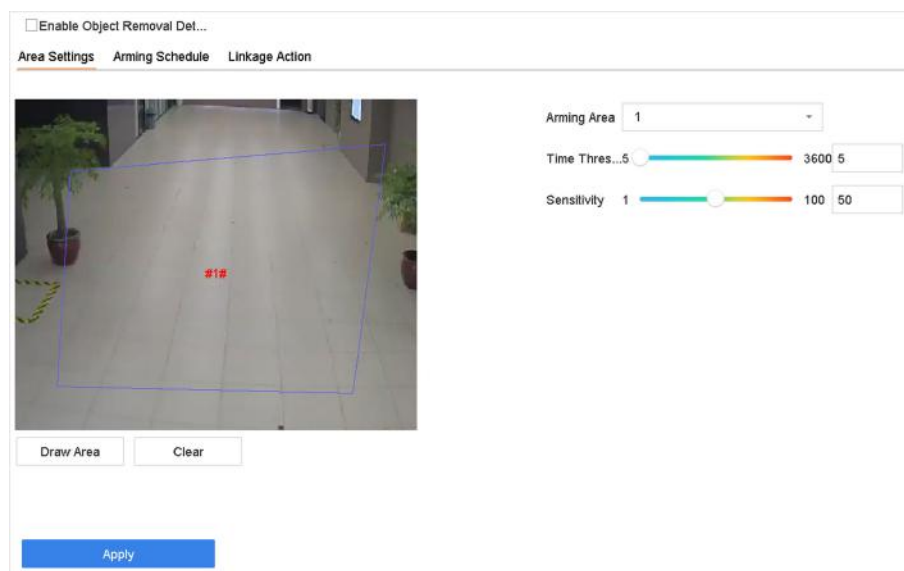 Enable Object Removal Det...
Area Settings Arming Schedule Linkage Action
Arming Area 1
Time Thres...5 3600 5
Sensitivity 1 100 50
#1#
Draw Area Clear
Apply